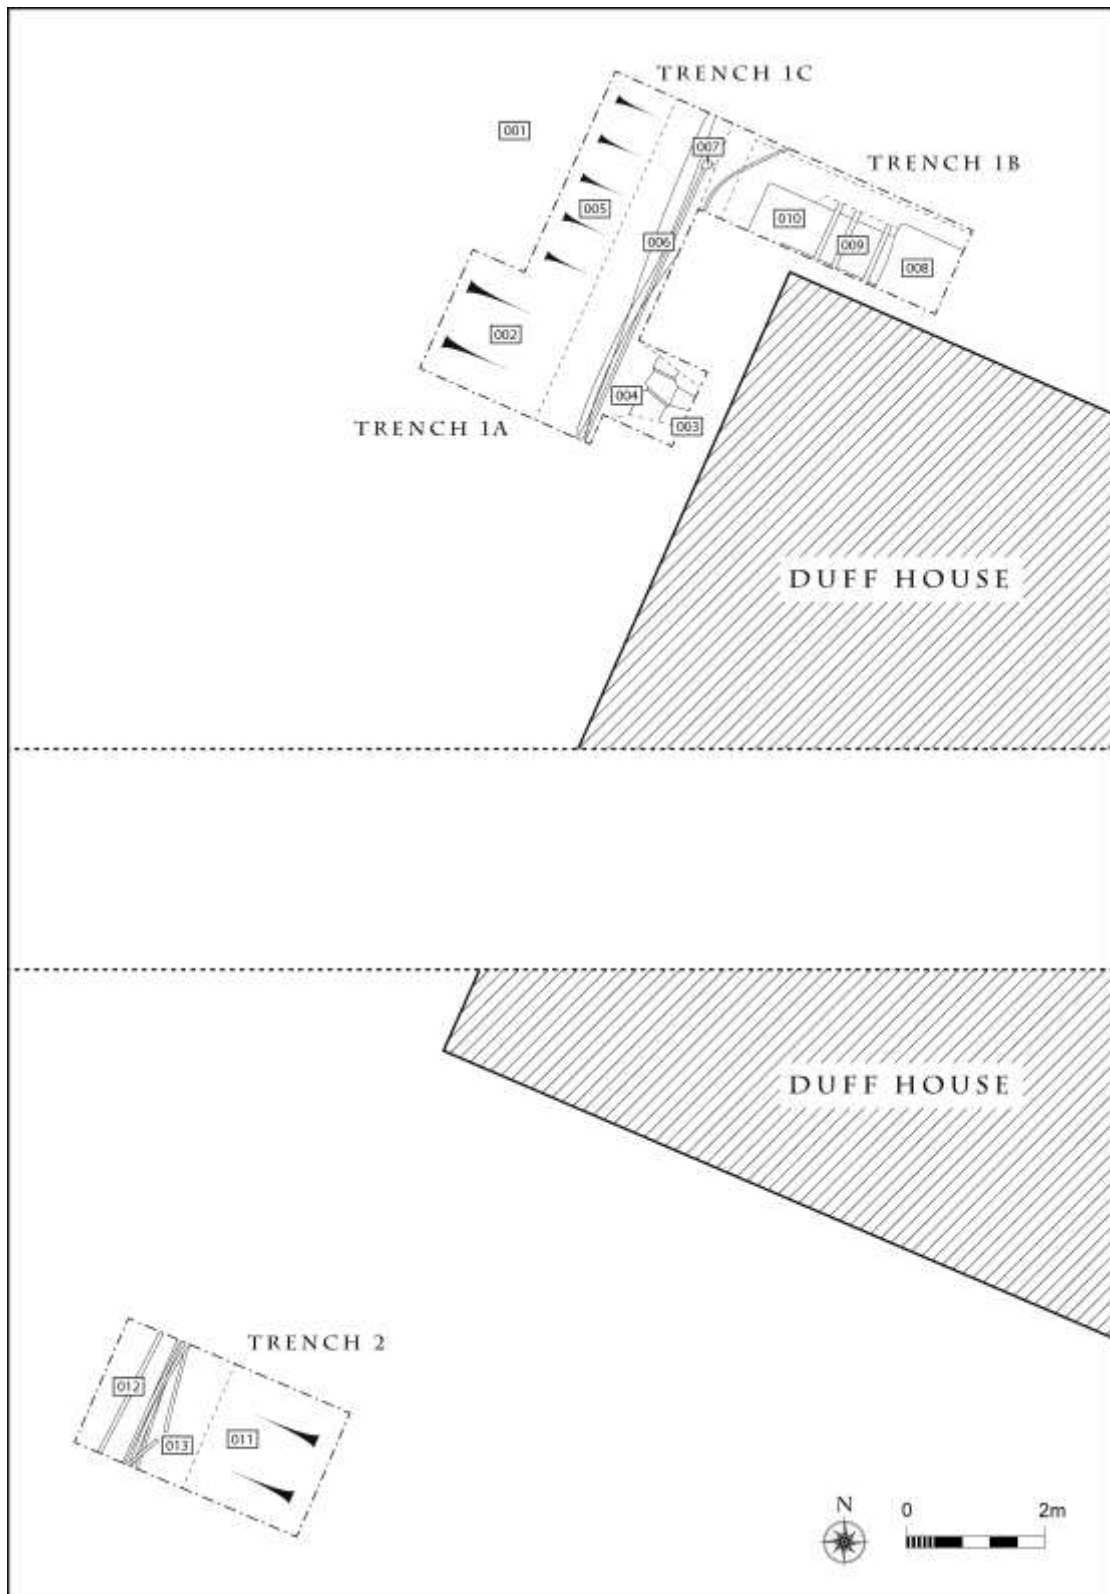 TRENCH 1C
001
007
TRENCH 1B
005
010
006
009
008
002
004
TRENCH 1A
003
DUFF HOUSE
DUFF HOUSE
TRENCH 2
012
013
011
N
0 2m